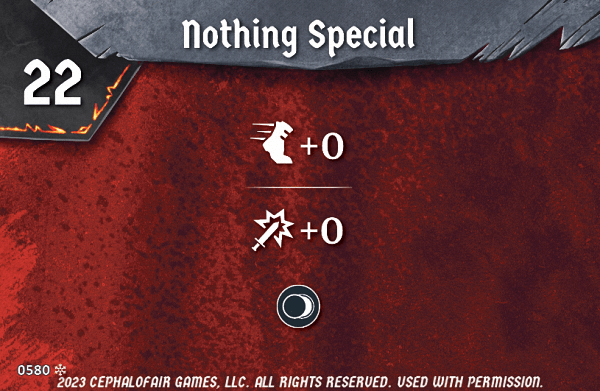 Nothing Special
22
+0
+0
0580
2023 CEPHALOFAIR GAMES, LLC. ALL RIGHTS RESERVED. USED WITH PERMISSION.